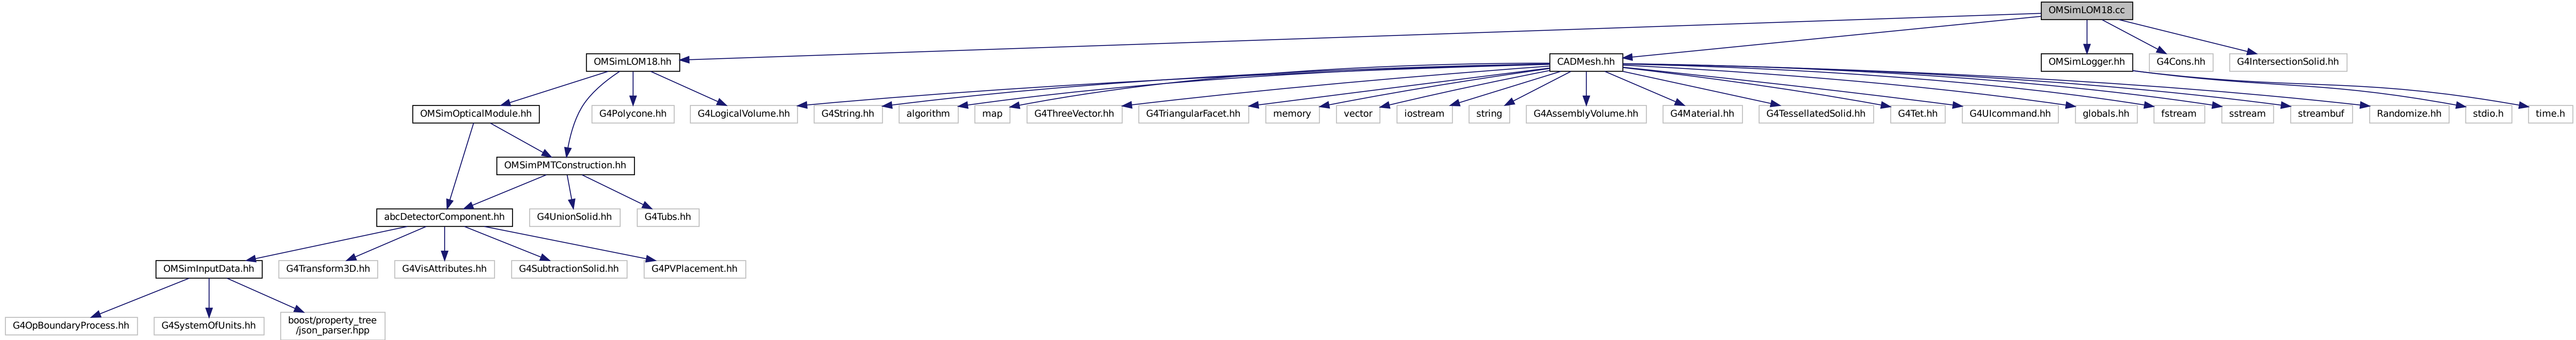 OMSimLOM18.cc
OMSimLOM18.hh
CADMesh.hh
OMSimLogger.hh
G4Cons.hh
G4IntersectionSolid.hh
OMSimOpticalModule.hh
G4Polycone.hh
G4LogicalVolume.hh
G4String.hh
algorithm
map
G4ThreeVector.hh
G4TriangularFacet.hh
memory
vector
iostream
string
G4AssemblyVolume.hh
G4Material.hh
G4TessellatedSolid.hh
G4Tet.hh
G4UIcommand.hh
globals.hh
fstream
sstream
streambuf
Randomize.hh
stdio.h
time.h
OMSimPMTConstruction.hh
abcDetectorComponent.hh
G4UnionSolid.hh
G4Tubs.hh
OMSimInputData.hh
G4Transform3D.hh
G4VisAttributes.hh
G4SubtractionSolid.hh
G4PVPlacement.hh
G4OpBoundaryProcess.hh
G4SystemOfUnits.hh
boost/property_tree
/json_parser.hpp